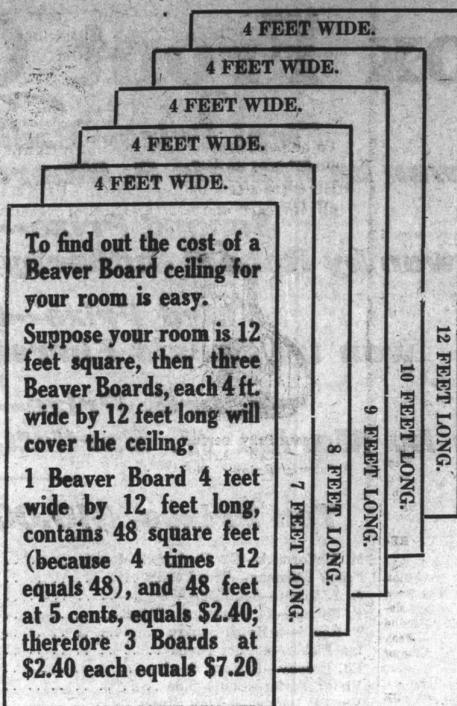 4 FEET WIDE.
4 FEET WIDE.
4 FEET WIDE.
4 FEET WIDE.
4 FEET WIDE.
To find out the cost of a
Beaver Board ceiling for
your room is easy.
Suppose your room is 12
feet square, then three
Beaver Boards, each 4 ft.
wide by 12 feet long will
cover the ceiling.
1 Beaver Board 4 feet
wide by 12 feet long,
contains 48 square feet
(because 4 times 12
equals 48), and 48 feet
at 5 cents, equals $2.40;
therefore 3 Boards at
$2.40 each equals $7.20
7 FEET LONG.
8 FEET LONG.
9 FEET LONG.
10 FEET LONG.
12 FEET LONG.